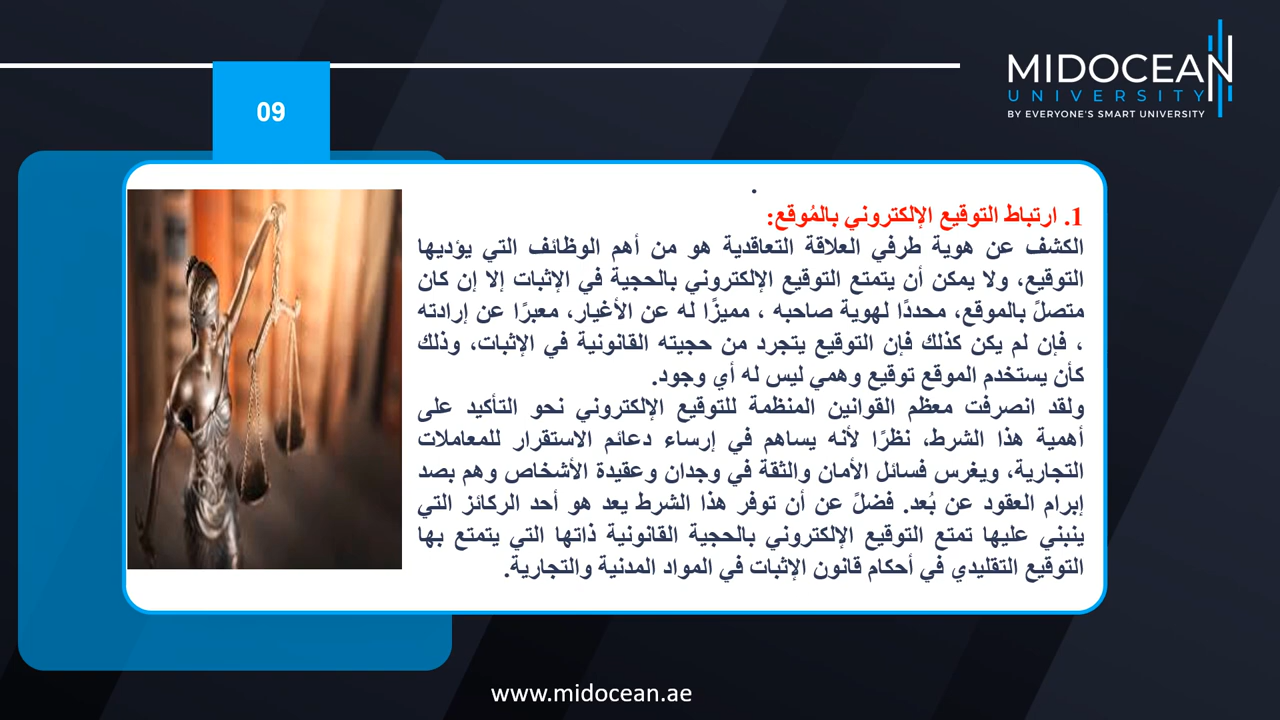 MIDOCEAN
UNIVERSITY
BY EVERYONE'S SMART UNIVERSITY
09
.
1. ارتباط التوقيع الإلكتروني بالمُوقع:
الكشف عن هوية طرفي العلاقة التعاقدية هو من أهم الوظائف التي يؤديها
التوقيع، ولا يمكن أن يتمتع التوقيع الإلكتروني بالحجية في الإثبات إلا إن كان
متصلً بالموقع، محددًا لهوية صاحبه ، مميزًا له عن الأغيار، معبرًا عن إرادته
، فإن لم يكن كذلك فإن التوقيع يتجرد من حجيته القانونية في الإثبات، وذلك
كأن يستخدم الموقع توقيع وهمي ليس له أي وجود.
ولقد انصرفت معظم القوانين المنظمة للتوقيع الإلكتروني نحو التأكيد على
أهمية هذا الشرط، نظرًا لأنه يساهم في إرساء دعائم الاستقرار للمعاملات
التجارية، ويغرس فسائل الأمان والثقة في وجدان وعقيدة الأشخاص وهم بصد
إبرام العقود عن بُعد. فضلً عن أن توفر هذا الشرط يعد هو أحد الركائز التي
ينبني عليها تمتع التوقيع الإلكتروني بالحجية القانونية ذاتها التي يتمتع بها
التوقيع التقليدي في أحكام قانون الإثبات في المواد المدنية والتجارية.
www.midocean.ae